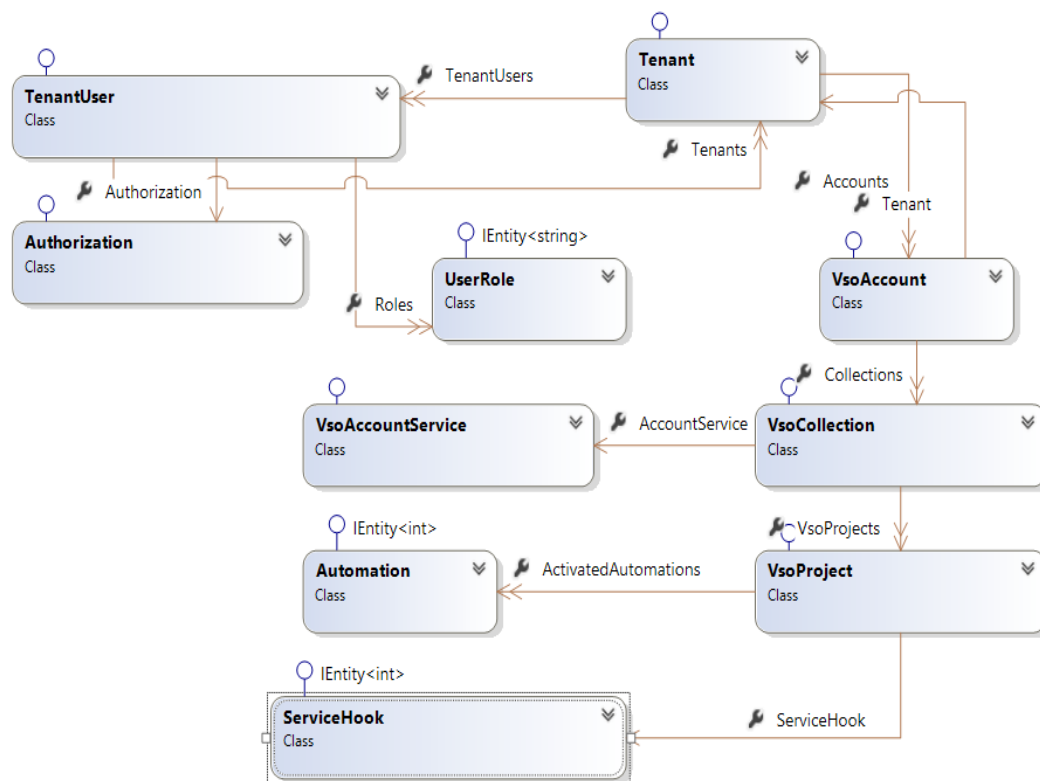 Tenant
Class
TenantUsers
TenantUser
Class
Tenants
Authorization
Accounts
Tenant
Authorization
Class
IEntity<string>
UserRole
Class
VsoAccount
Class
Roles
Collections
VsoAccountService
Class
AccountService
VsoCollection
Class
IEntity<int>
VsoProjects
Automation
Class
ActivatedAutomations
VsoProject
Class
IEntity<int>
ServiceHook
Class
ServiceHook